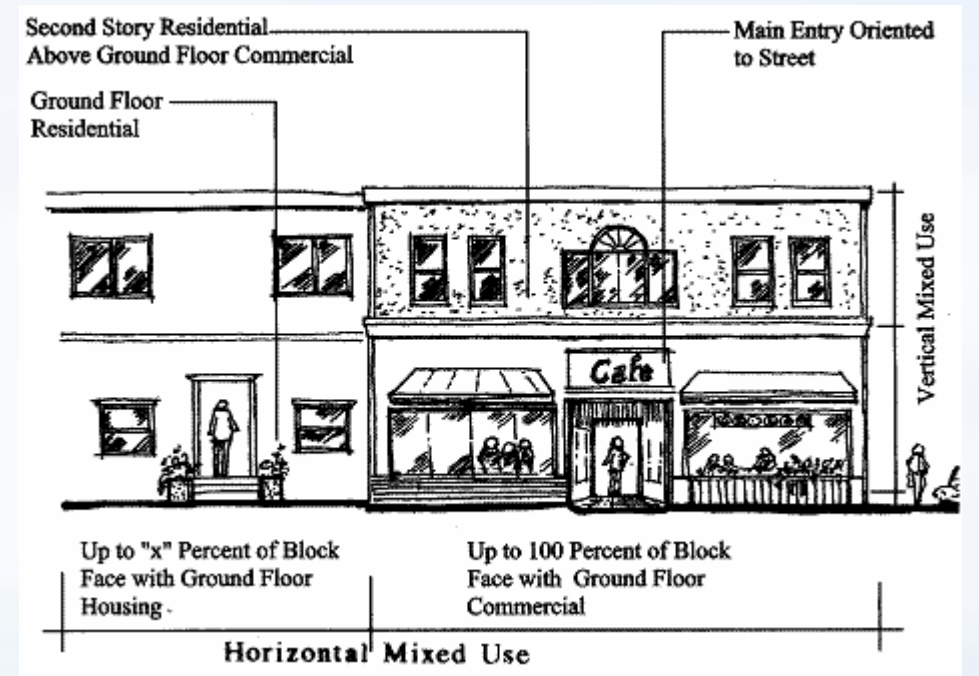 Second Story Residential
Above Ground Floor Commercial
Main Entry Oriented
to Street
Ground Floor
Residential
Cafe
Vertical Mixed Use
Up to "x" Percent of Block
Face with Ground Floor
Housing
Up to 100 Percent of Block
Face with Ground Floor
Commercial
Horizontal Mixed Use